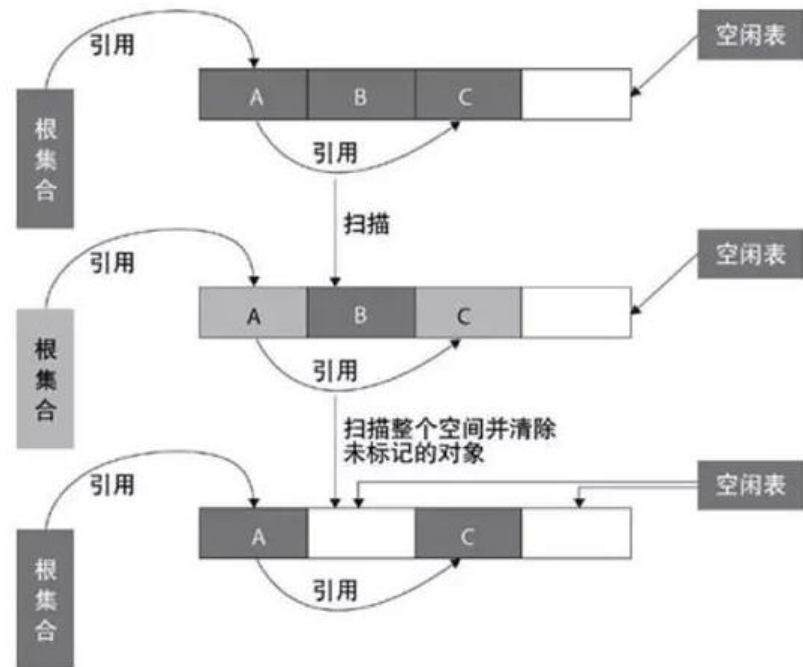 引用
空闲表
A B C
根集合
引用
扫描
引用
空闲表
A B C
根集合
引用
扫描整个空间并清除
未标记的对象
引用
空闲表
A C
根集合
引用